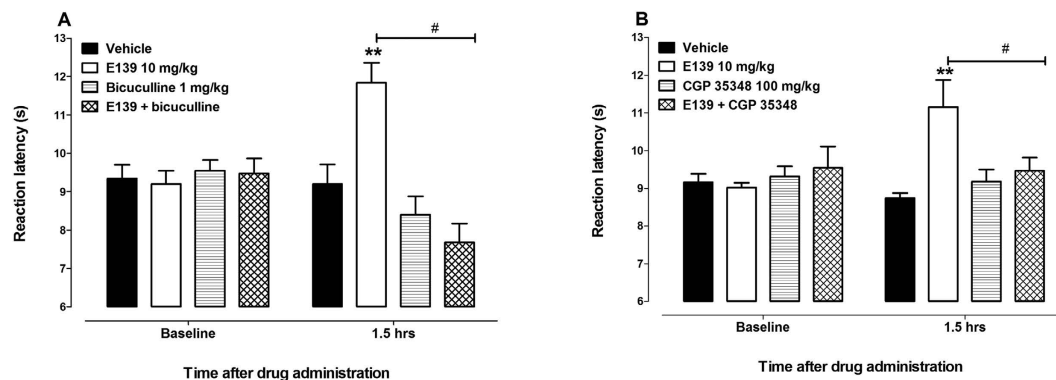 A
Reaction latency (s)
13
12
11
10
9
8
7
6
Vehicle
E139 10 mg/kg
Bicuculline 1 mg/kg
E139 + bicuculline
**
#
Baseline
1.5 hrs
Time after drug administration
B
Reaction latency (s)
13
12
11
10
9
8
7
6
Vehicle
E139 10 mg/kg
CGP 35348 100 mg/kg
E139 + CGP 35348
**
#
Baseline
1.5 hrs
Time after drug administration